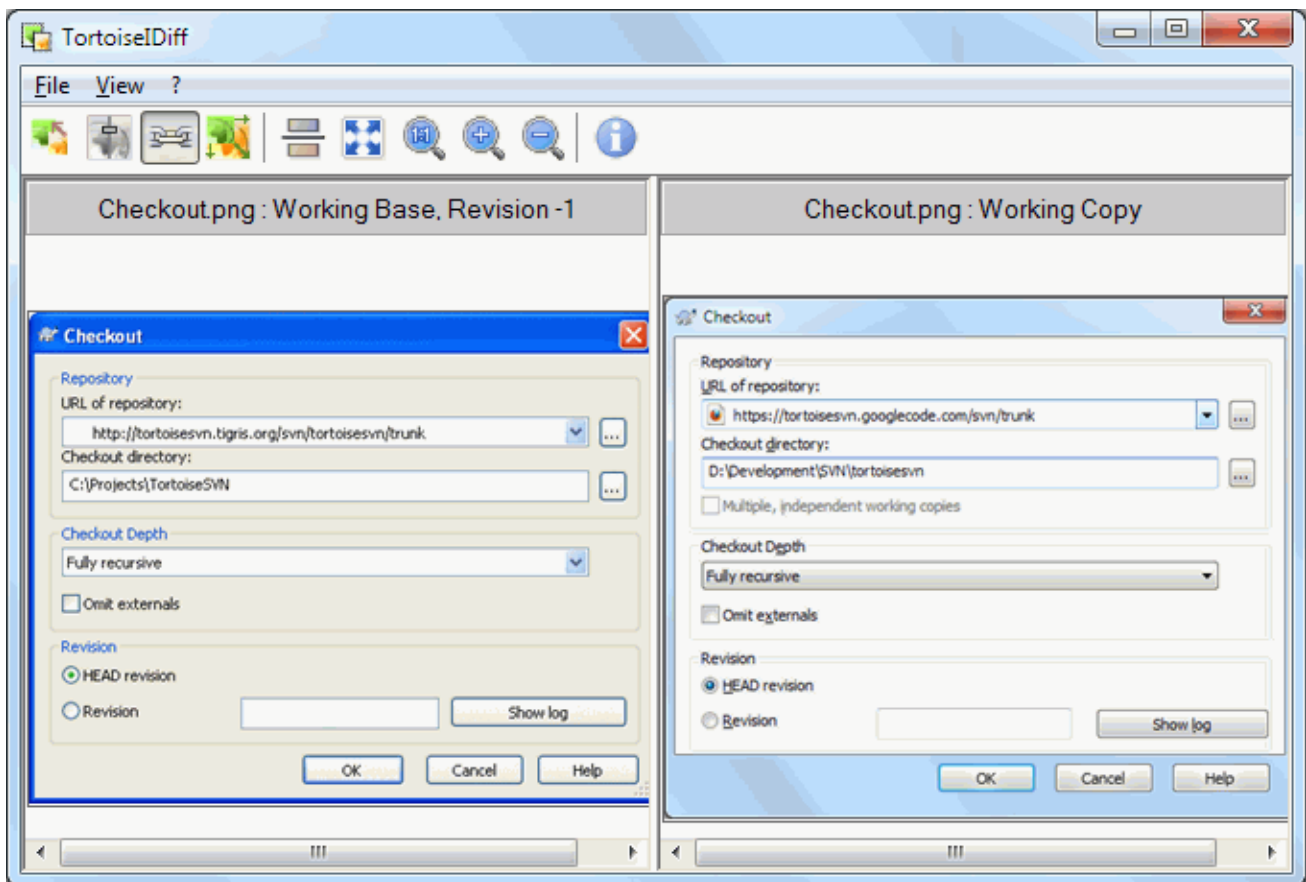 TortoiseIDiff
File View ?
Checkout.png : Working Base, Revision -1
Checkout
Repository
URL of repository:
http://tortoisesvn.tigris.org/svn/tortoisesvn/trunk
...
Checkout directory:
C:\Projects\TortoiseSVN
...
Checkout Depth
Fully recursive
Omit externals
Revision
HEAD revision
Revision
Show log
OK Cancel Help
Checkout.png : Working Copy
Checkout
Repository
URL of repository:
https://tortoisesvn.googlecode.com/svn/trunk
...
Checkout directory:
D:\Development\SVN\tortoisesvn
...
Multiple, independent working copies
Checkout Depth
Fully recursive
Omit externals
Revision
HEAD revision
Revision
Show log
OK Cancel Help